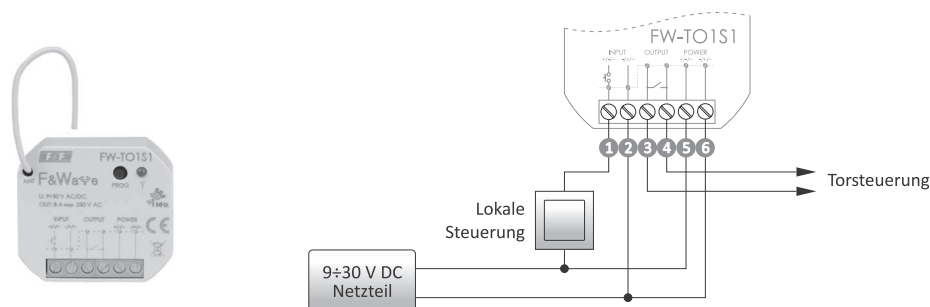 F&F FW-TO1S1
ANT F&Wave PROG
U: 9÷30 V AC/DC
OUT: 8 A max. 250 V AC
MHz
INPUT OUTPUT POWER
+/~/- -/~/+ +/~/- -/~/+
CE
FW-TO1S1
INPUT OUTPUT POWER
+/~/- -/~/+ +/~/- -/~/+
1 2 3 4 5 6
Torsteuerung
Lokale
Steuerung
9÷30 V DC
Netzteil